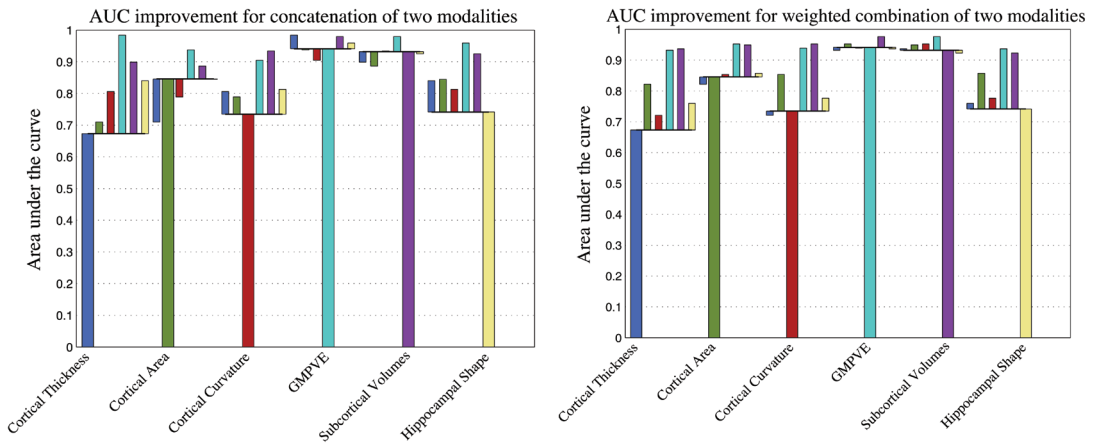 AUC improvement for concatenation of two modalities
1
0.9
0.8
0.7
0.6
0.5
0.4
0.3
0.2
0.1
0
Area under the curve
Cortical Thickness
Cortical Area
Cortical Curvature
GMPVE
Subcortical Volumes
Hippocampal Shape
AUC improvement for weighted combination of two modalities
1
0.9
0.8
0.7
0.6
0.5
0.4
0.3
0.2
0.1
0
Area under the curve
Cortical Thickness
Cortical Area
Cortical Curvature
GMPVE
Subcortical Volumes
Hippocampal Shape